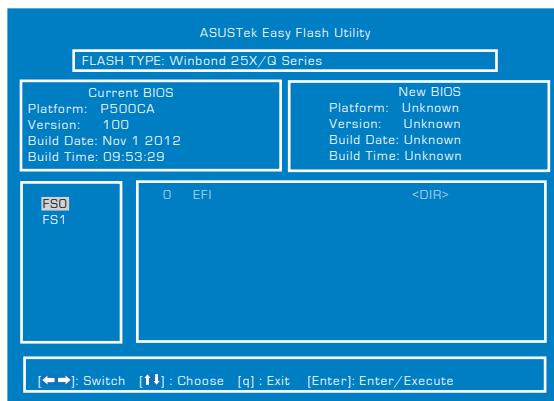 ASUSTek Easy Flash Utility
FLASH TYPE: Winbond 25X/Q Series
Current BIOS
Platform: P500CA
Version: 100
Build Date: Nov 1 2012
Build Time: 09:53:29
New BIOS
Platform: Unknown
Version: Unknown
Build Date: Unknown
Build Time: Unknown
FS0
FS1
0 EFI <DIR>
[←→]: Switch [↑↓] : Choose [q] : Exit [Enter]: Enter/Execute